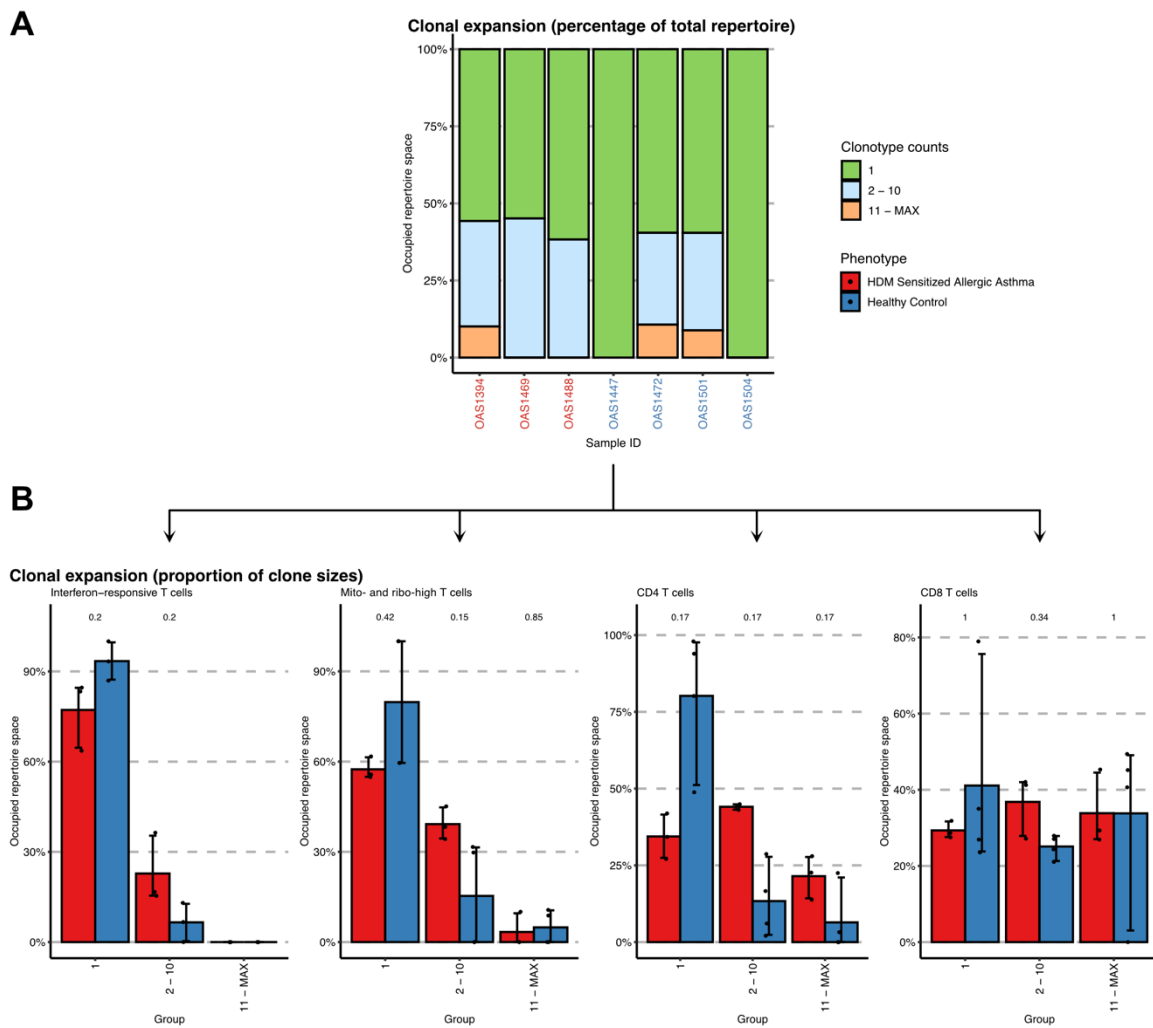 A
Clonal expansion (percentage of total repertoire)
100%
75%
50%
25%
0%
Occupied repertoire space
OAS1394
OAS1469
OAS1488
OAS1447
OAS1472
OAS1501
OAS1504
Sample ID
Clonotype counts
1
2 − 10
11 − MAX
Phenotype
HDM Sensitized Allergic Asthma
Healthy Control
B
Clonal expansion (proportion of clone sizes)
Interferon−responsive T cells
0.2
0.2
90%
60%
30%
0%
Occupied repertoire space
1
2 − 10
11 − MAX
Group
Mito− and ribo−high T cells
0.42
0.15
0.85
90%
60%
30%
0%
Occupied repertoire space
1
2 − 10
11 − MAX
Group
CD4 T cells
0.17
0.17
0.17
100%
75%
50%
25%
0%
Occupied repertoire space
1
2 − 10
11 − MAX
Group
CD8 T cells
1
0.34
1
80%
60%
40%
20%
0%
Occupied repertoire space
1
2 − 10
11 − MAX
Group